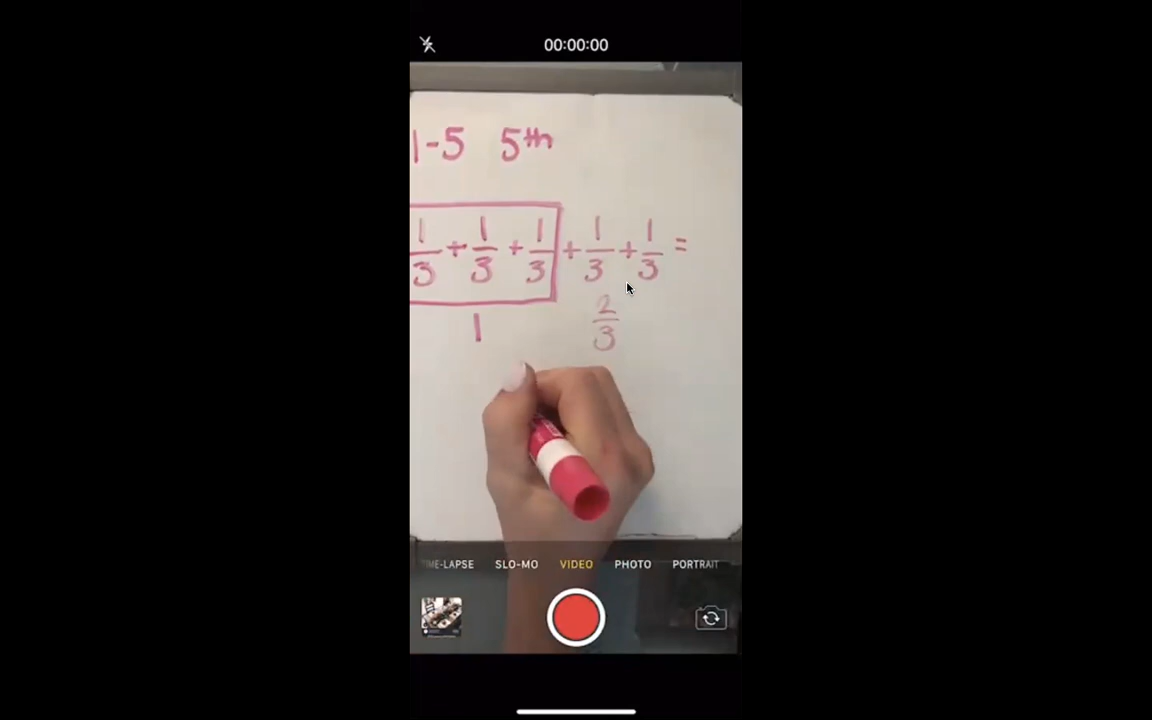 00:00:00
1-5 5th
1/3 + 1/3 + 1/3 + 1/3 + 1/3 =
1 2/3
ME-LAPSE SLO-MO VIDEO PHOTO PORTRAIT